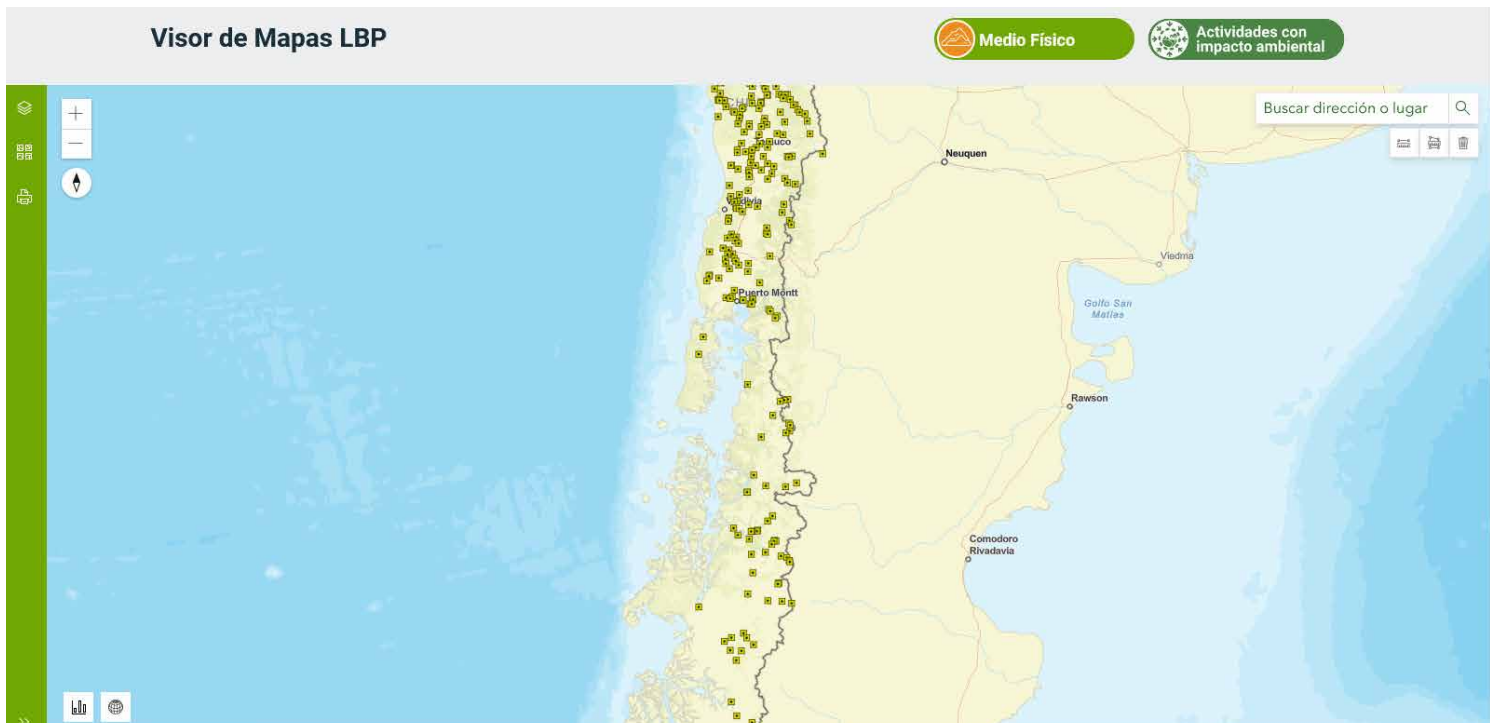 Visor de Mapas LBP
Medio Físico
Actividades con
impacto ambiental
Buscar dirección o lugar
Neuquen
Viedma
Puerto Montt
Golfo San
Matías
Rawson
Comodoro
Rivadavia